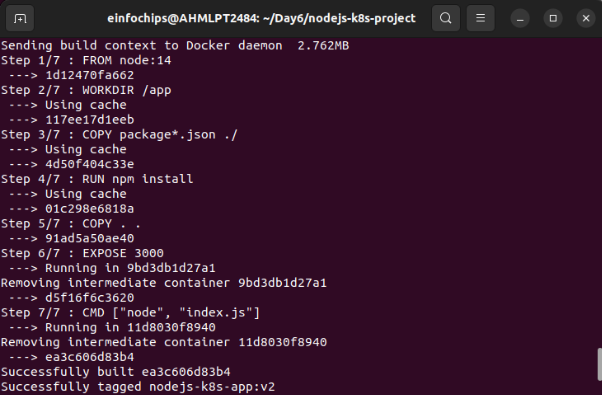 einfochips@AHMLPT2484: ~/Day6/nodejs-k8s-project
Sending build context to Docker daemon  2.762MB
Step 1/7 : FROM node:14
 ---> 1d12470fa662
Step 2/7 : WORKDIR /app
 ---> Using cache
 ---> 117ee17d1eeb
Step 3/7 : COPY package*.json ./
 ---> Using cache
 ---> 4d50f404c33e
Step 4/7 : RUN npm install
 ---> Using cache
 ---> 01c298e6818a
Step 5/7 : COPY . .
 ---> 91ad5a50ae40
Step 6/7 : EXPOSE 3000
 ---> Running in 9bd3db1d27a1
Removing intermediate container 9bd3db1d27a1
 ---> d5f16f6c3620
Step 7/7 : CMD ["node", "index.js"]
 ---> Running in 11d8030f8940
Removing intermediate container 11d8030f8940
 ---> ea3c606d83b4
Successfully built ea3c606d83b4
Successfully tagged nodejs-k8s-app:v2